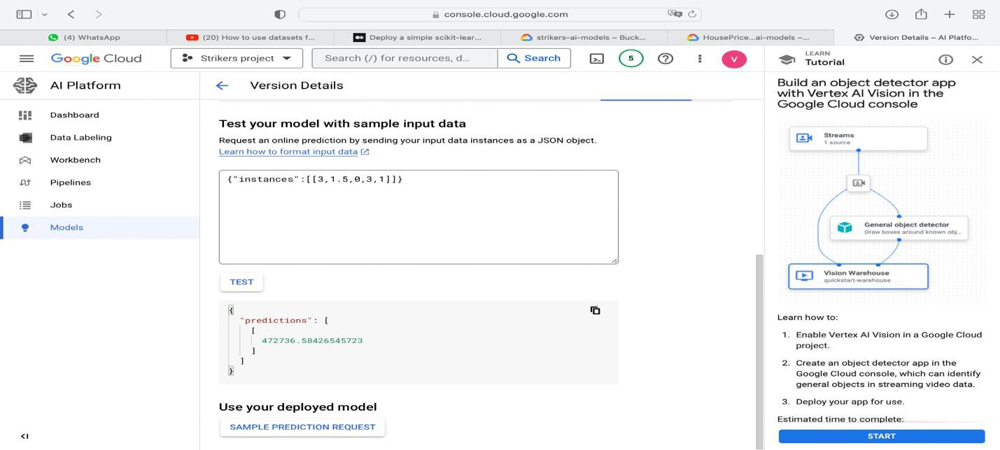 console.cloud.google.com
(4) WhatsApp
(20) How to use datasets f...
Deploy a simple scikit-lear...
strikers-ai-models – Buck...
HousePrice...ai-models –...
Version Details – AI Platfo...
Google Cloud
Strikers project
Search (/) for resources, d...
Search
5
V
LEARN
Tutorial
AI Platform
Dashboard
Data Labeling
Workbench
Pipelines
Jobs
Models
Version Details
Test your model with sample input data
Request an online prediction by sending your input data instances as a JSON object.
Learn how to format input data
{"instances":[[3,1.5,0,3,1]]}
TEST
{
"predictions": [
[
472736.58426545723
]
]
}
Use your deployed model
SAMPLE PREDICTION REQUEST
Build an object detector app
with Vertex AI Vision in the
Google Cloud console
Streams
1 source
General object detector
Draw boxes around known obj...
Vision Warehouse
quickstart-warehouse
Learn how to:
1. Enable Vertex AI Vision in a Google Cloud
project.
2. Create an object detector app in the
Google Cloud console, which can identify
general objects in streaming video data.
3. Deploy your app for use.
Estimated time to complete:
START